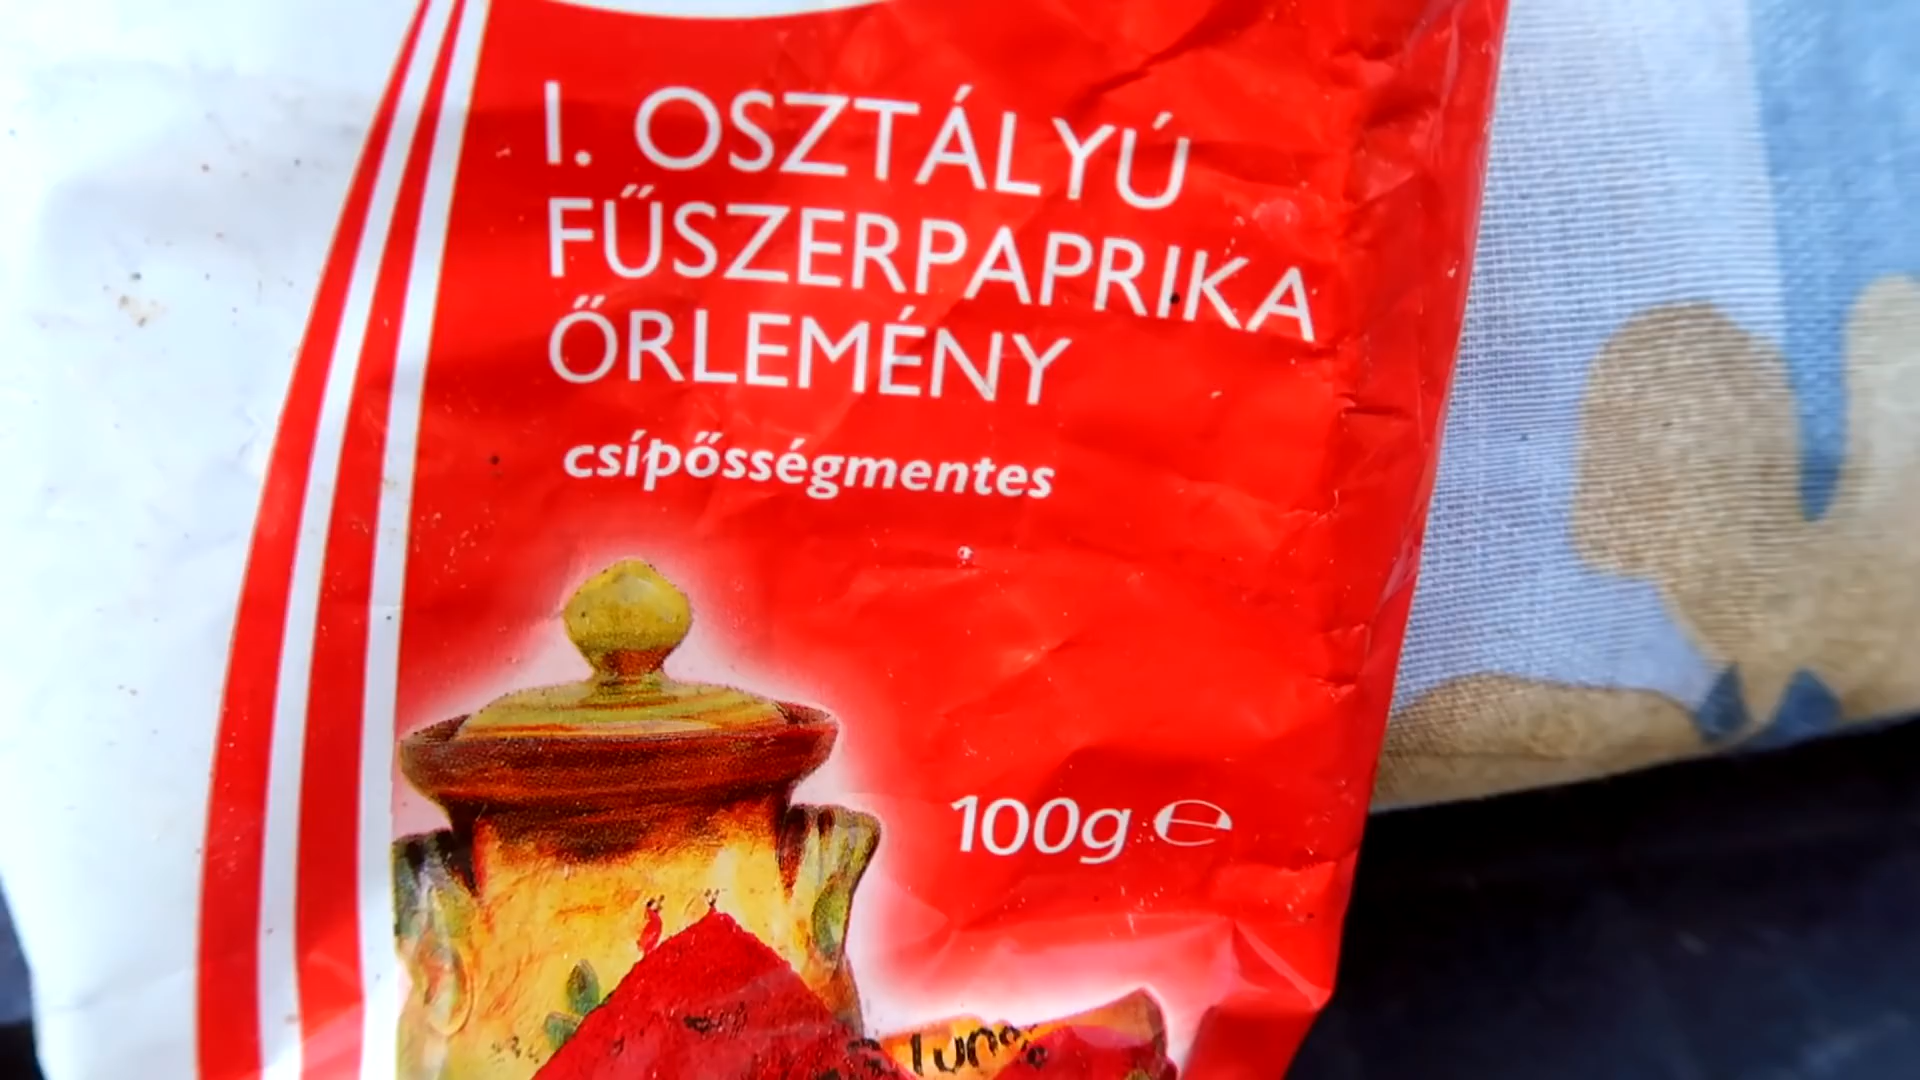 I. OSZTÁLYÚ
FŰSZERPAPRIKA
ŐRLEMÉNY
csípősségmentes
100g ℮